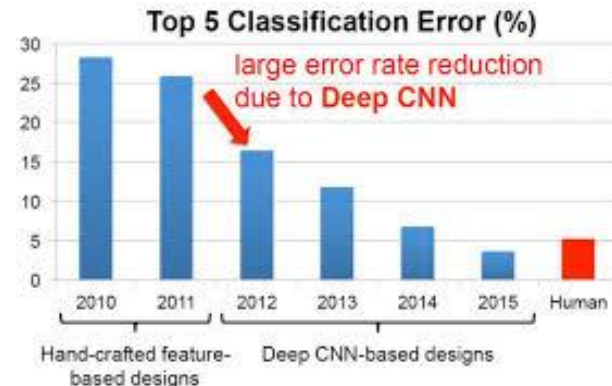 Top 5 Classification Error (%)
30
25
20
15
10
5
0
large error rate reduction
due to Deep CNN
2010 2011 2012 2013 2014 2015 Human
Hand-crafted feature-
based designs
Deep CNN-based designs